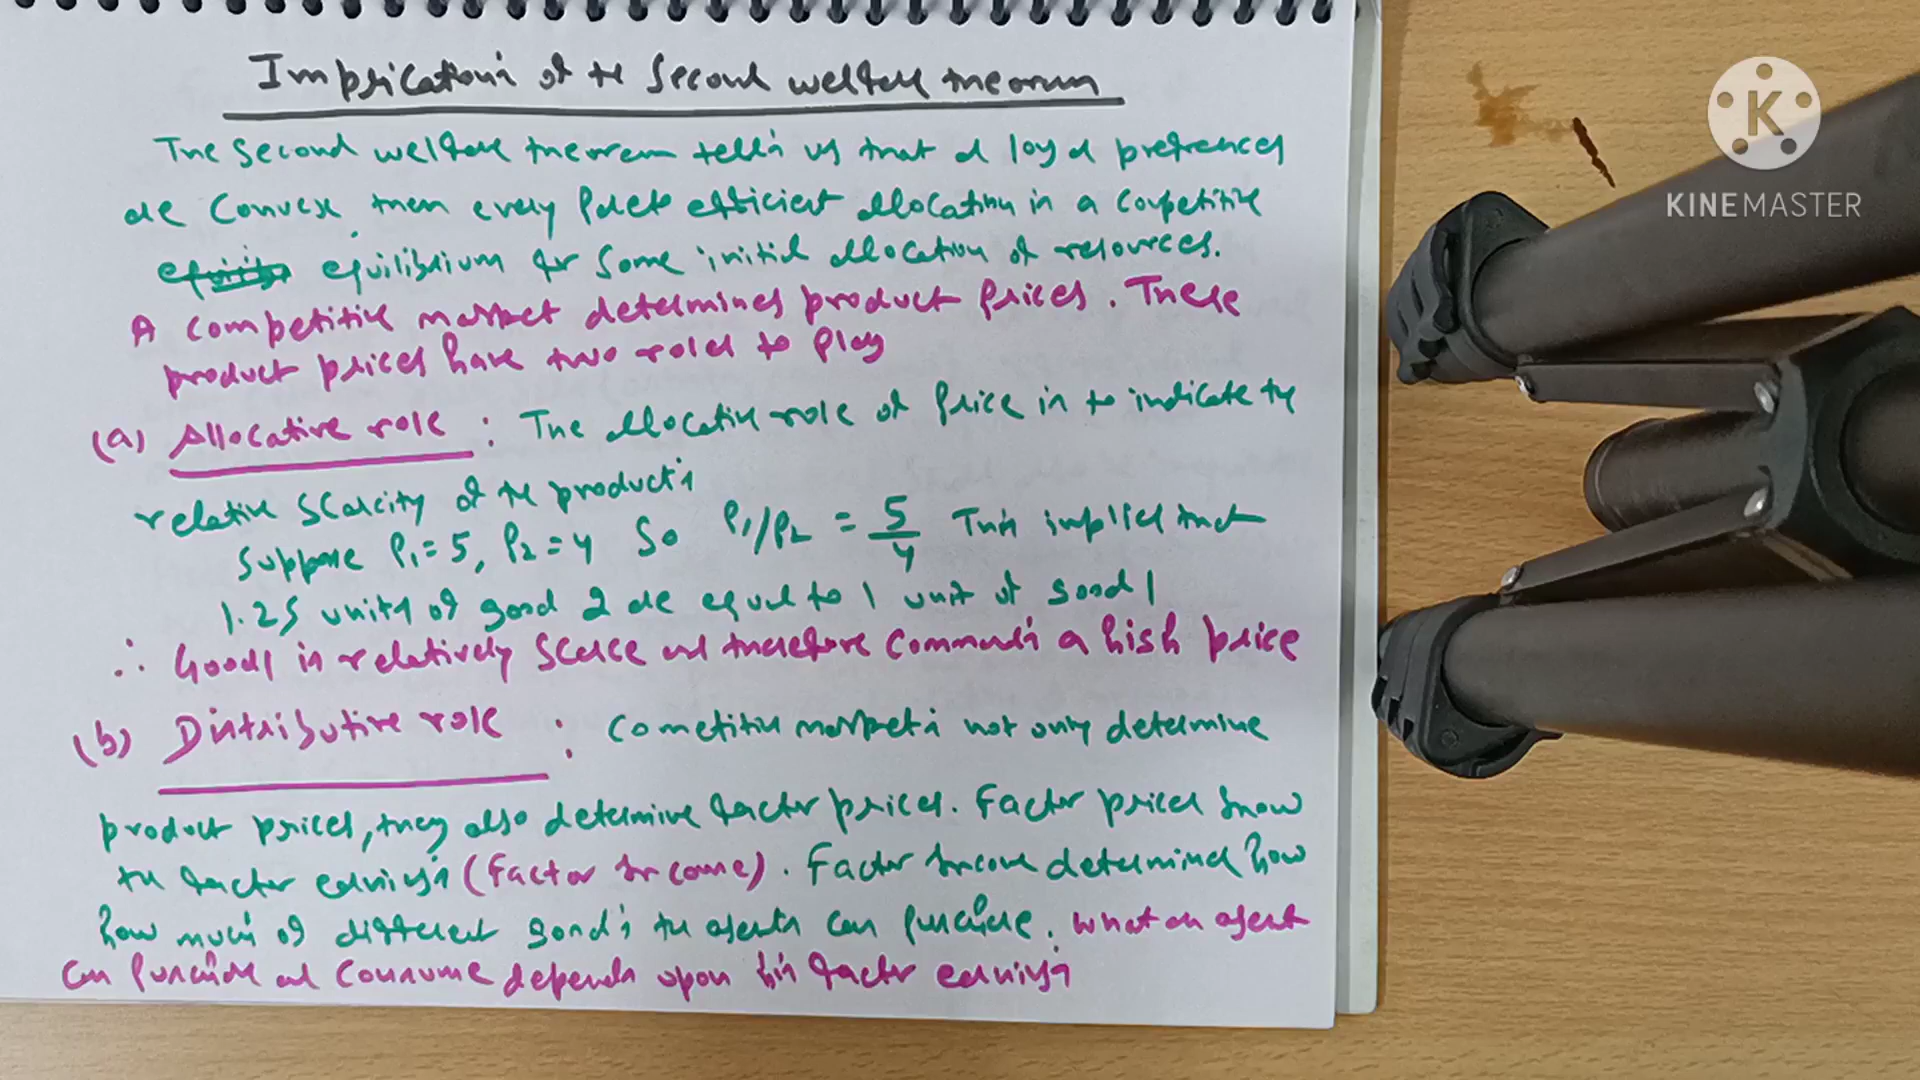 Implications of the Second welfare theorem
The Second welfare theorem tells us that if preferences
are Convex, then every Pareto efficient allocation is a competitive
equilibrium for Some initial allocation of resources.
A competitive market determines product prices. These
product prices have two roles to play
(a) Allocative role : The allocative role of Price is to indicate the
relative Scarcity of the products
Suppose P1 = 5, P2 = 4 So P1/P2 = 5/4 This implies that
1.25 units of good 2 are equal to 1 unit of good 1
∴ Good 1 is relatively Scarce and therefore Commands a high price
(b) Distributive role : Cometitive markets not only determine
product prices, they also determine factor prices. Factor prices show
the factor earnings (Factor Income). Factor Income determines how
how much of different goods the agents can purchase. What an agent
can purchase and Consume depends upon his factor earnings
K
KINEMASTER